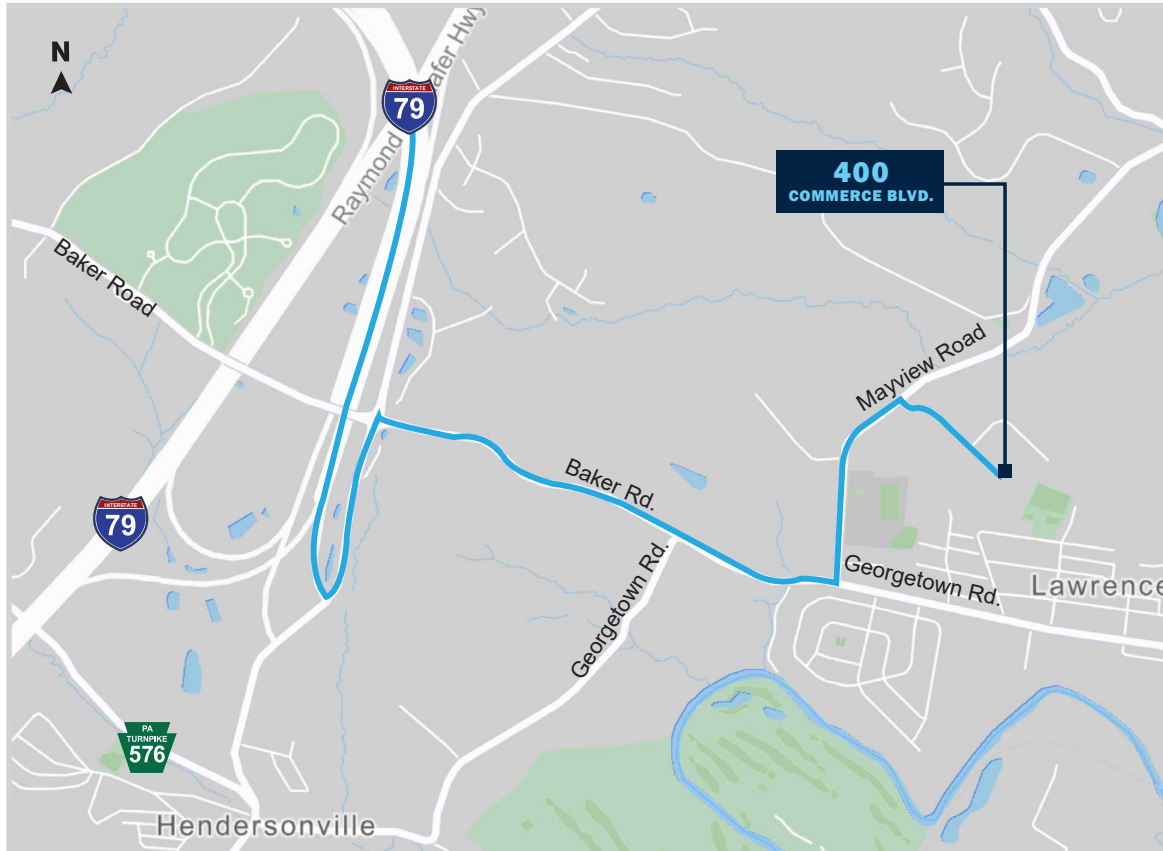 N
INTERSTATE
79
Raymond
afer Hwy
400
COMMERCE BLVD.
Baker Road
Mayview Road
Baker Rd.
INTERSTATE
79
Georgetown Rd.
Georgetown Rd.
Lawrence
PA
TURNPIKE
576
Hendersonville